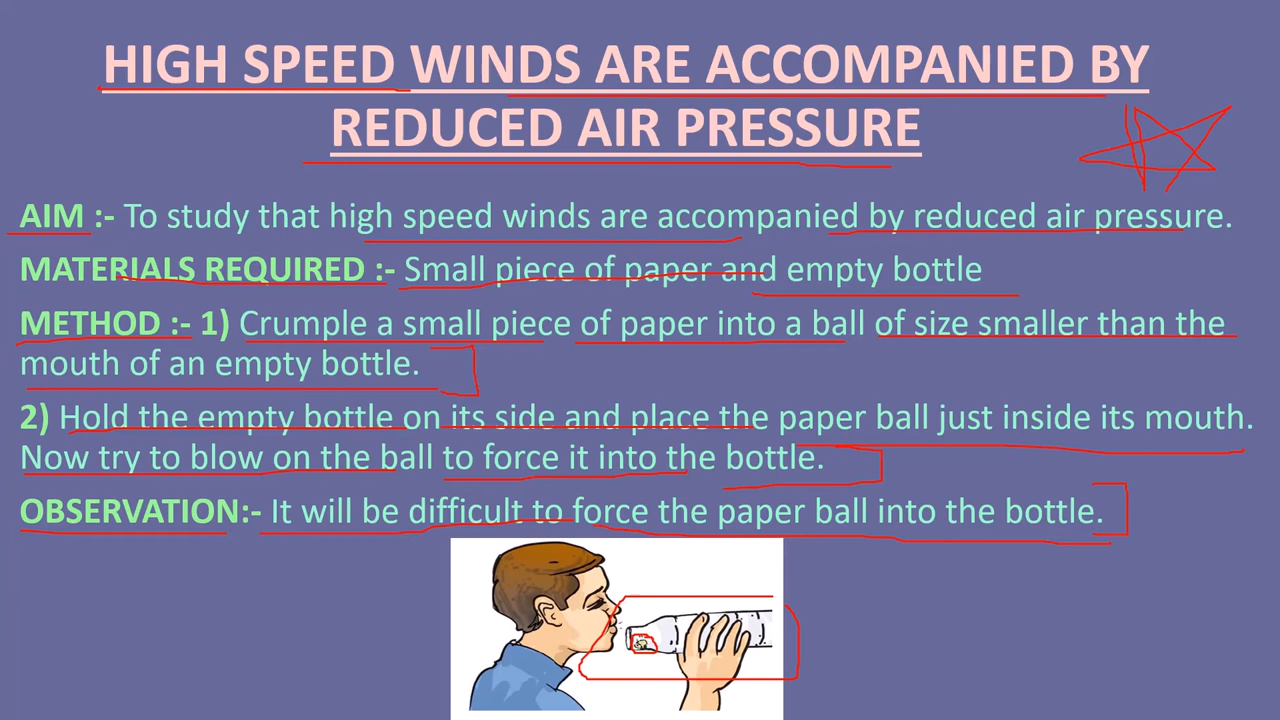 HIGH SPEED WINDS ARE ACCOMPANIED BY
REDUCED AIR PRESSURE
AIM :- To study that high speed winds are accompanied by reduced air pressure.
MATERIALS REQUIRED :- Small piece of paper and empty bottle
METHOD :- 1) Crumple a small piece of paper into a ball of size smaller than the
mouth of an empty bottle.
2) Hold the empty bottle on its side and place the paper ball just inside its mouth.
Now try to blow on the ball to force it into the bottle.
OBSERVATION:- It will be difficult to force the paper ball into the bottle.